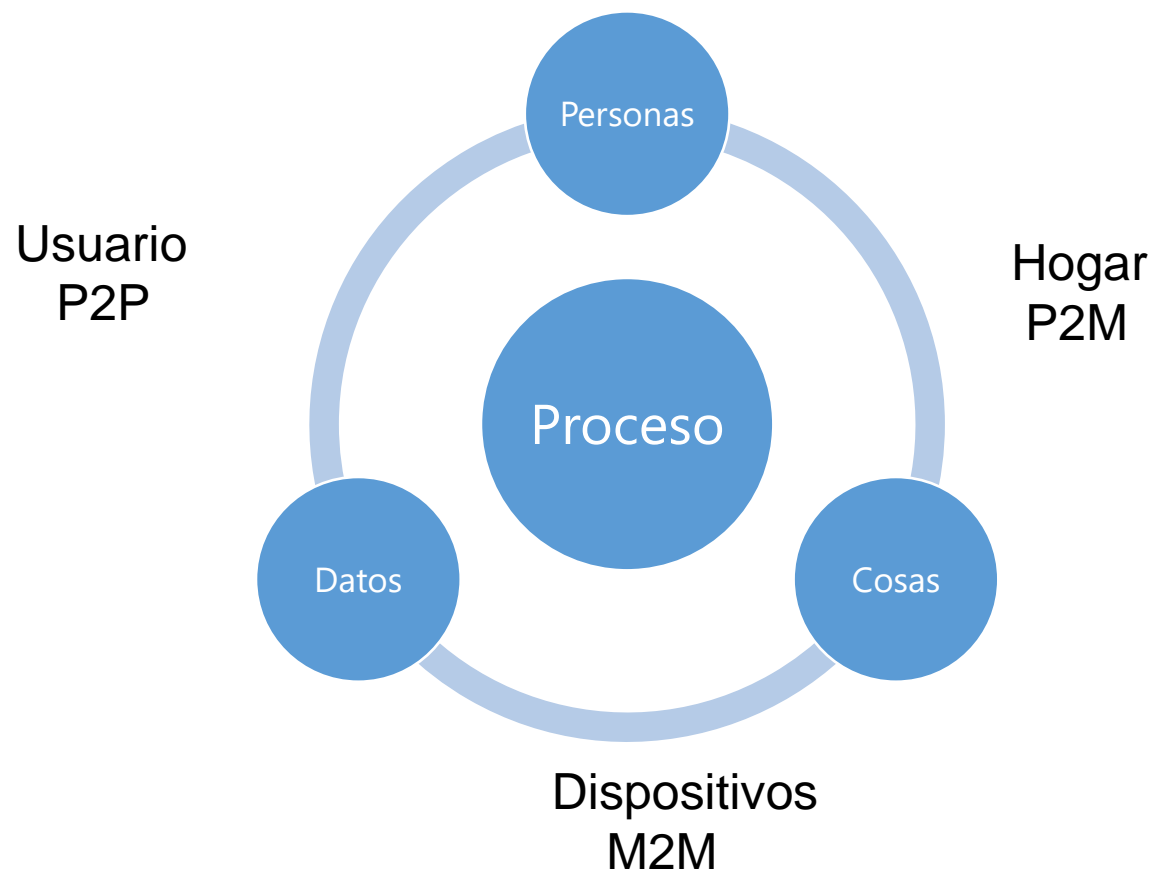 Personas
Usuario
P2P
Hogar
P2M
Proceso
Datos
Cosas
Dispositivos
M2M